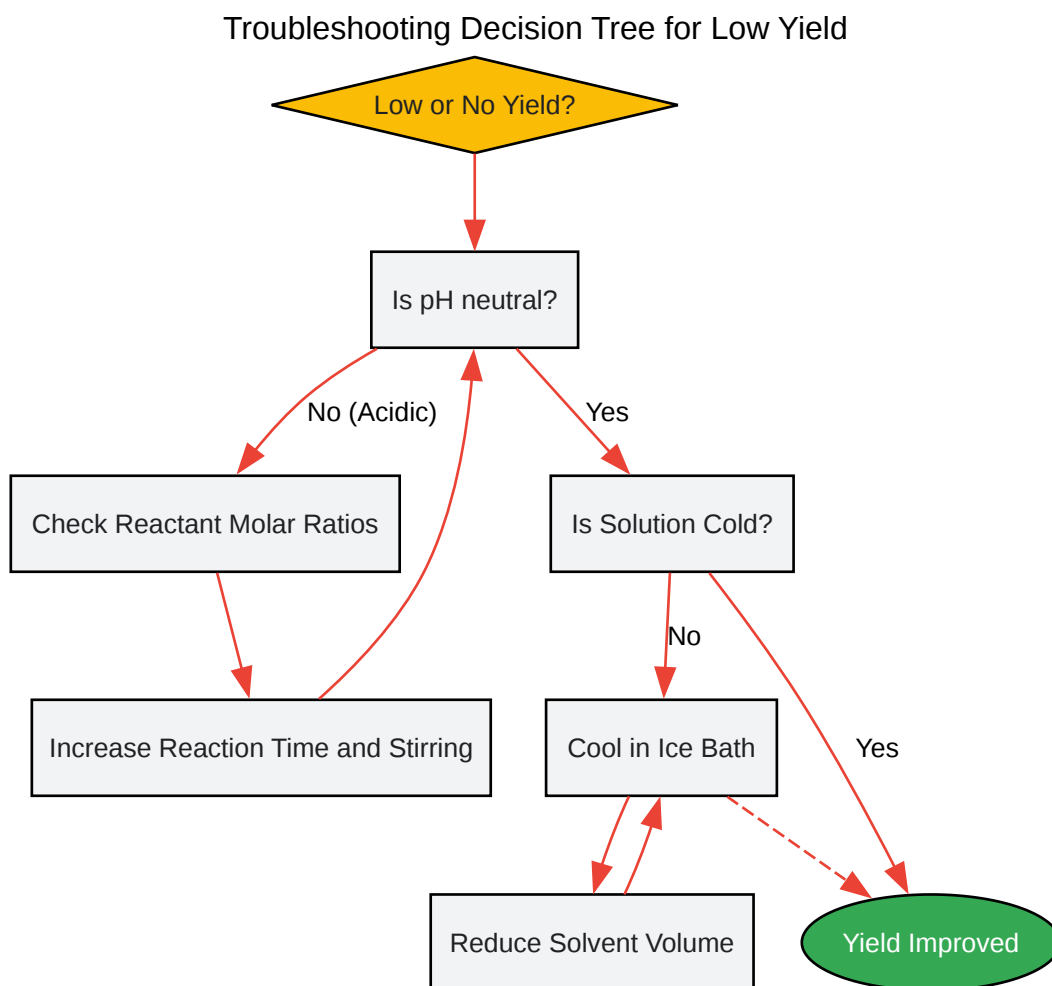 Troubleshooting Decision Tree for Low Yield
Low or No Yield?
Is pH neutral?
No (Acidic)
Yes
Check Reactant Molar Ratios
Is Solution Cold?
No
Increase Reaction Time and Stirring
Cool in Ice Bath
Yes
Reduce Solvent Volume
Yield Improved